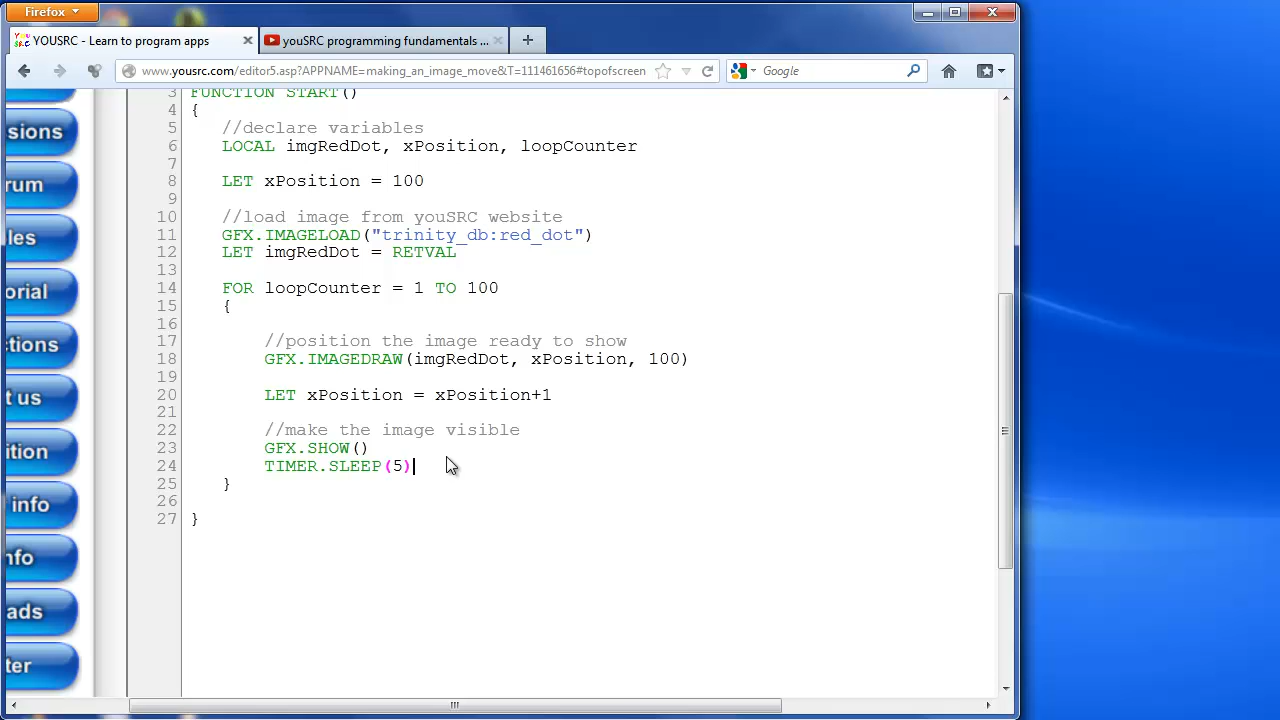 Firefox
YOUSRC - Learn to program apps
youSRC programming fundamentals ...
www.yousrc.com/editor5.asp?APPNAME=making_an_image_move&T=111461656#topofscreen
Google
sions
rum
les
orial
ctions
t us
ition
info
nfo
ads
ter
3 FUNCTION START()
4 {
5 //declare variables
6 LOCAL imgRedDot, xPosition, loopCounter
7
8 LET xPosition = 100
9
10 //load image from youSRC website
11 GFX.IMAGELOAD("trinity_db:red_dot")
12 LET imgRedDot = RETVAL
13
14 FOR loopCounter = 1 TO 100
15 {
16
17 //position the image ready to show
18 GFX.IMAGEDRAW(imgRedDot, xPosition, 100)
19
20 LET xPosition = xPosition+1
21
22 //make the image visible
23 GFX.SHOW()
24 TIMER.SLEEP(5)
25 }
26
27 }